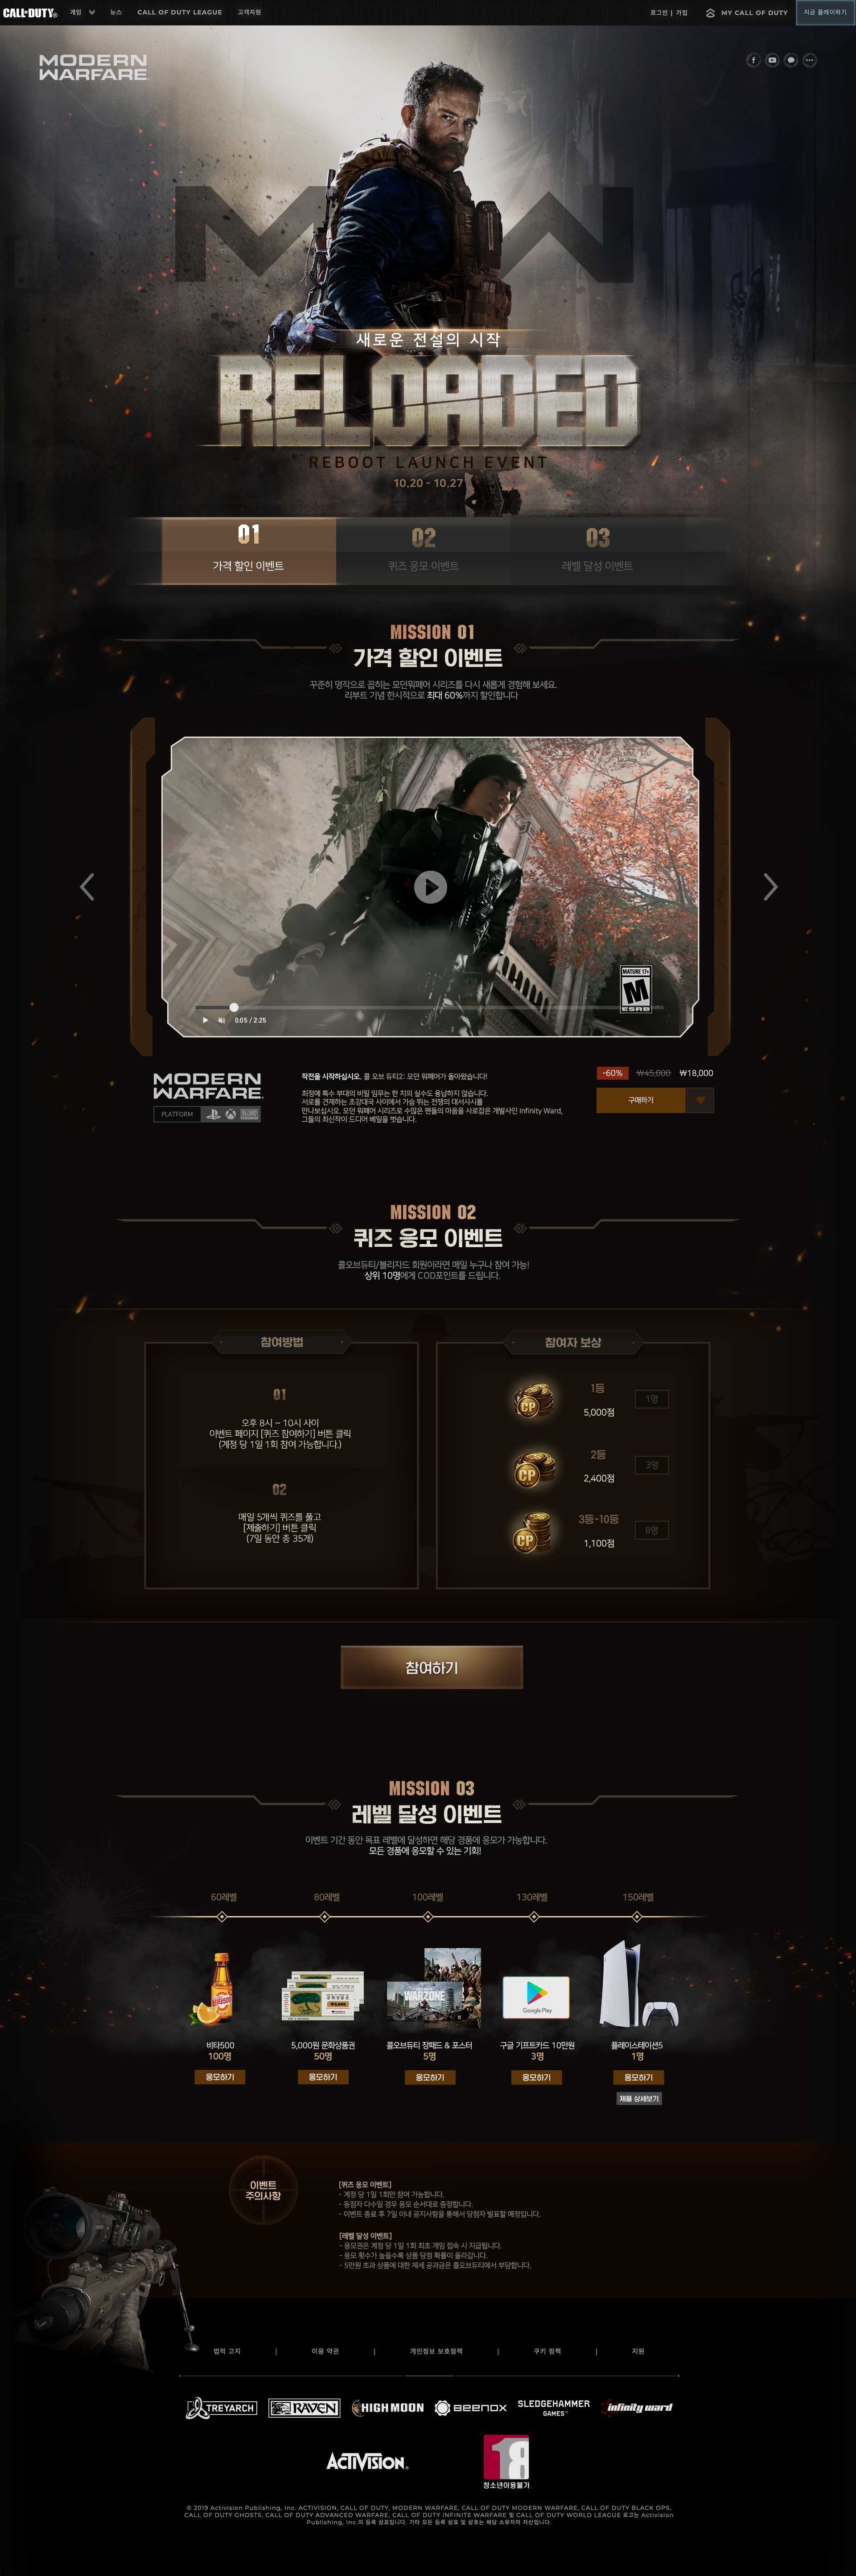 CALL OF DUTY® 게임 뉴스 CALL OF DUTY LEAGUE 고객지원 로그인 | 가입 MY CALL OF DUTY 지금 플레이하기
MODERN
WARFARE.
MW
새로운 전설의 시작
RELOADED
REBOOT LAUNCH EVENT
10.20 - 10.27
01 02 03
가격 할인 이벤트 퀴즈 응모 이벤트 레벨 달성 이벤트
MISSION 01
가격 할인 이벤트
꾸준히 명작으로 꼽히는 모던워페어 시리즈를 다시 새롭게 경험해 보세요.
리부트 기념 한시적으로 최대 60%까지 할인합니다
MATURE 17+
M
ESRB
0:05 / 2:25
MODERN
WARFARE.
PLATFORM
작전을 시작하십시오. 콜 오브 듀티2: 모던 워페어가 돌아왔습니다!
최정예 특수 부대의 비밀 임무는 한 치의 실수도 용납하지 않습니다.
서로를 견제하는 초강대국 사이에서 가슴 뛰는 전쟁의 대서사시를
만나보십시오. 모던 워페어 시리즈로 수많은 팬들의 마음을 사로잡은 개발사인 Infinity Ward,
그들의 최신작이 드디어 베일을 벗습니다.
-60% ₩45,000 ₩18,000
구매하기
MISSION 02
퀴즈 응모 이벤트
콜오브듀티/블리자드 회원이라면 매일 누구나 참여 가능!
상위 10명에게 COD포인트를 드립니다.
참여방법
01
오후 8시 ~ 10시 사이
이벤트 페이지 [퀴즈 참여하기] 버튼 클릭
(계정 당 1일 1회 참여 가능합니다.)
02
매일 5개씩 퀴즈를 풀고
[제출하기] 버튼 클릭
(7일 동안 총 35개)
참여자 보상
CP
1등
1명
5,000점
CP
2등
3명
2,400점
CP
3등-10등
8명
1,100점
참여하기
MISSION 03
레벨 달성 이벤트
이벤트 기간 동안 목표 레벨에 달성하면 해당 경품에 응모가 가능합니다.
모든 경품에 응모할 수 있는 기회!
60레벨 80레벨 100레벨 130레벨 150레벨
WARZONE
Google Play
비타500 5,000원 문화상품권 콜오브듀티 장패드 & 포스터 구글 기프트카드 10만원 플레이스테이션5
100명 50명 5명 3명 1명
응모하기 응모하기 응모하기 응모하기 응모하기
제품 상세보기
이벤트
주의사항
[퀴즈 응모 이벤트]
- 계정 당 1일 1회만 참여 가능합니다.
- 동점자 다수일 경우 응모 순서대로 증정합니다.
- 이벤트 종료 후 7일 이내 공지사항을 통해서 당첨자 발표할 예정입니다.
[레벨 달성 이벤트]
- 응모권은 계정 당 1일 1회 최초 게임 접속 시 지급됩니다.
- 응모 횟수가 높을수록 상품 당첨 확률이 올라갑니다.
- 5만원 초과 상품에 대한 제세 공과금은 콜오브듀티에서 부담합니다.
법적 고지 | 이용 약관 | 개인정보 보호정책 | 쿠키 정책 | 지원
TREYARCH RAVEN HIGH MOON BEENOX SLEDGEHAMMER GAMES™ infinity ward
ACTIVISION®
18
청소년이용불가
© 2019 Activision Publishing, Inc. ACTIVISION, CALL OF DUTY, MODERN WARFARE, CALL OF DUTY MODERN WARFARE, CALL OF DUTY BLACK OPS,
CALL OF DUTY GHOSTS, CALL OF DUTY ADVANCED WARFARE, CALL OF DUTY INFINITE WARFARE 및 CALL OF DUTY WORLD LEAGUE 로고는 Activision
Publishing, Inc.의 등록 상표입니다. 기타 모든 등록 상표 및 상호는 해당 소유자의 자산입니다.